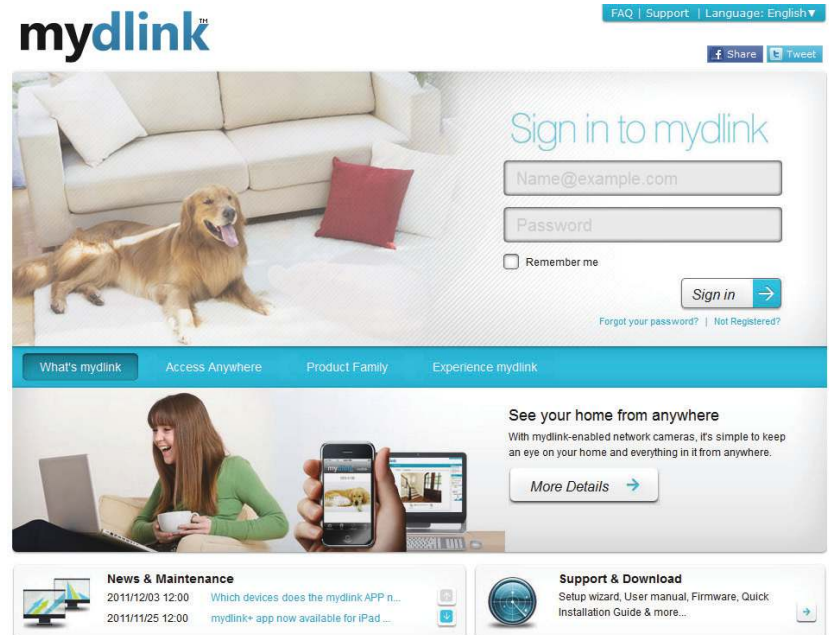 mydlink™
FAQ | Support | Language: English▼
Share Tweet
Sign in to mydlink
Name@example.com
Password
Remember me
Sign in
Forgot your password? | Not Registered?
What's mydlink Access Anywhere Product Family Experience mydlink
See your home from anywhere
With mydlink-enabled network cameras, it's simple to keep
an eye on your home and everything in it from anywhere.
More Details
News & Maintenance
2011/12/03 12:00 Which devices does the mydlink APP n...
2011/11/25 12:00 mydlink+ app now available for iPad ...
Support & Download
Setup wizard, User manual, Firmware, Quick
Installation Guide & more...